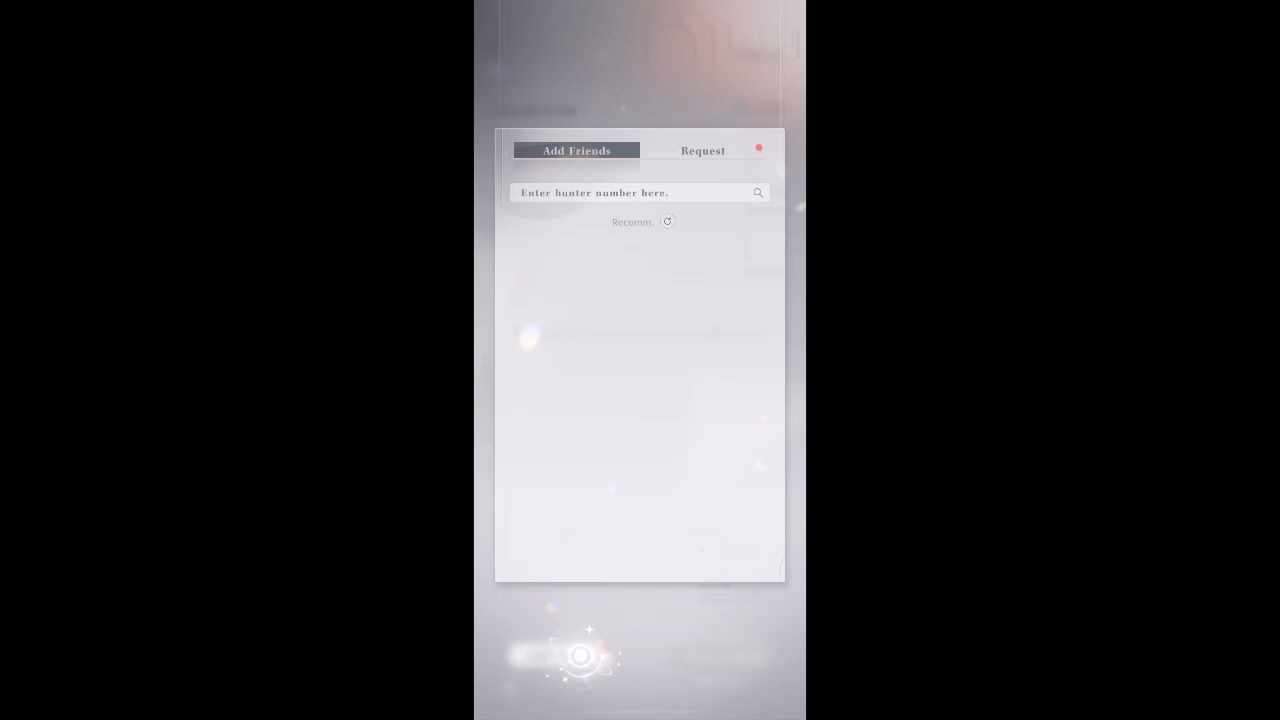 Add Friends
Request
Enter hunter number here.
Recomm.